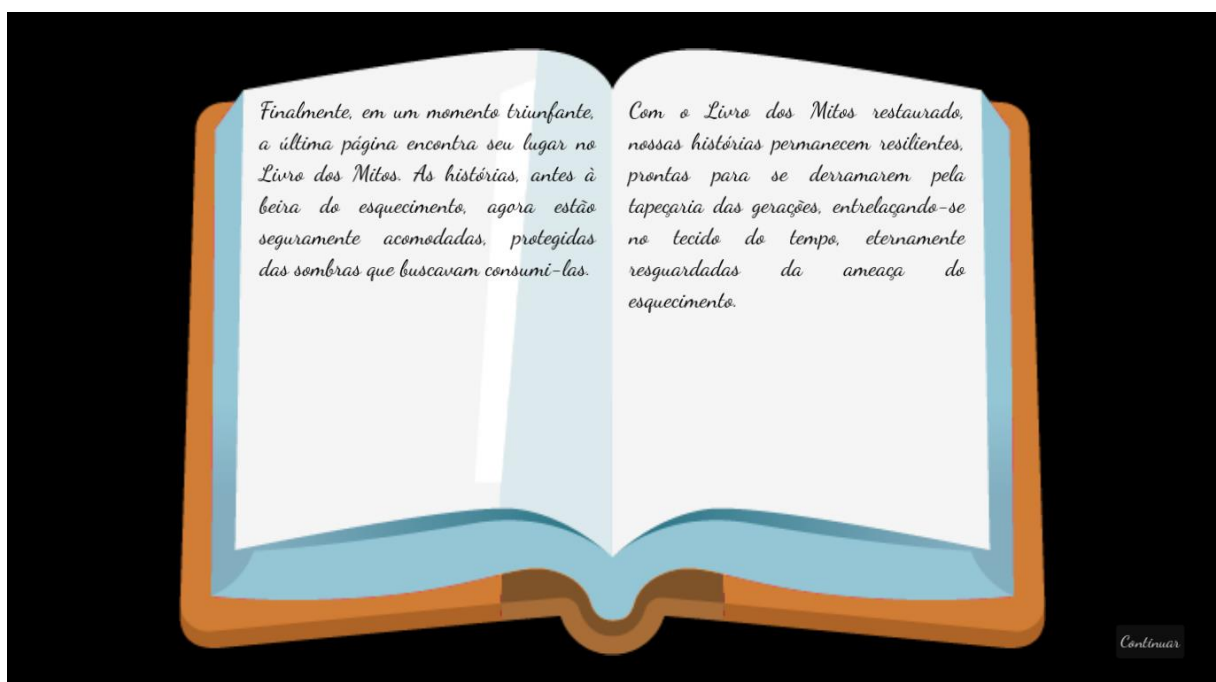 Finalmente, em um momento triunfante,
a última página encontra seu lugar no
Livro dos Mitos. As histórias, antes à
beira do esquecimento, agora estão
seguramente acomodadas, protegidas
das sombras que buscavam consumi-las.
Com o Livro dos Mitos restaurado,
nossas histórias permanecem resilientes,
prontas para se derramarem pela
tapeçaria das gerações, entrelaçando-se
no tecido do tempo, eternamente
resguardadas da ameaça do
esquecimento.
Continuar